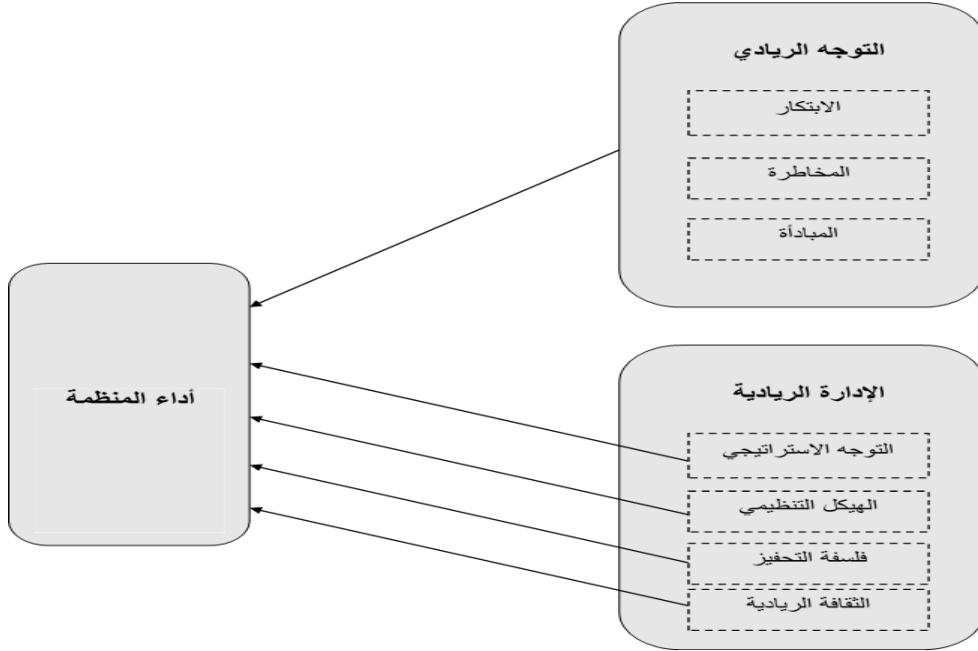 التوجه الريادي
الابتكار
المخاطرة
المبادأة
أداء المنظمة
الإدارة الريادية
التوجه الاستراتيجي
الهيكل التنظيمي
فلسفة التحفيز
الثقافة الريادية